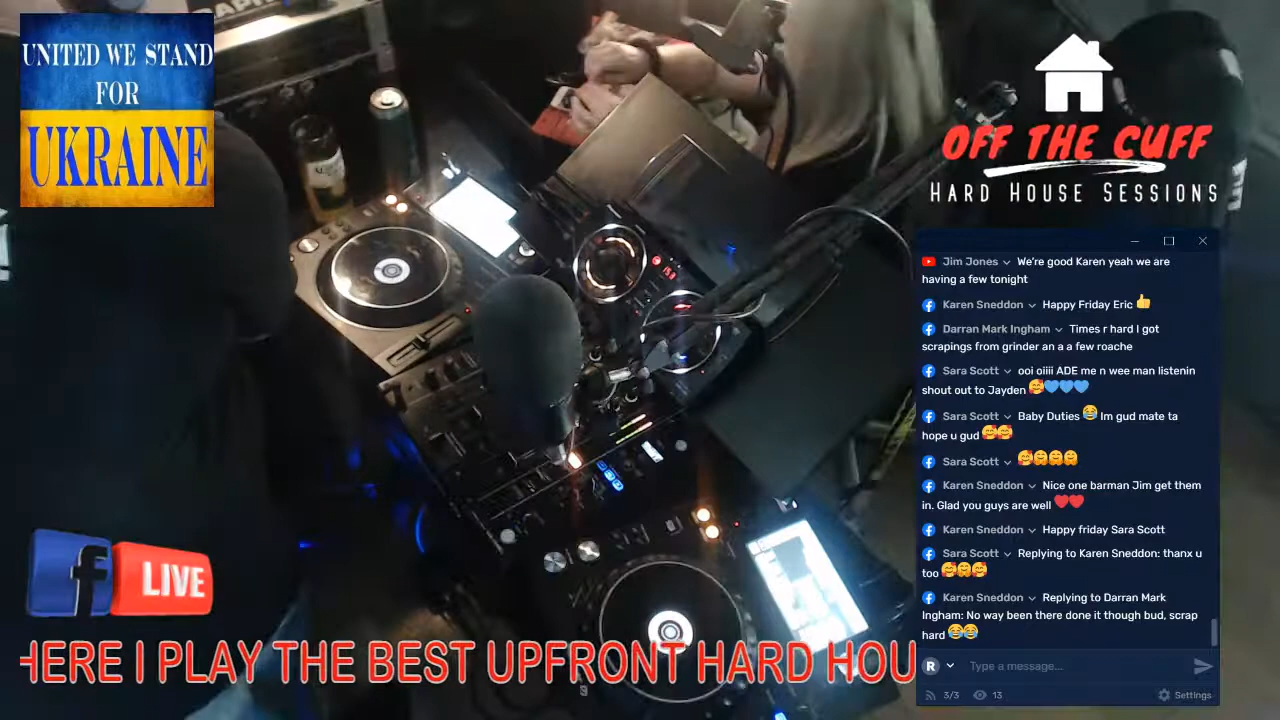 UNITED WE STAND
FOR
UKRAINE
OFF THE CUFF
HARD HOUSE SESSIONS
Jim Jones We're good Karen yeah we are
having a few tonight
Karen Sneddon Happy Friday Eric 👍
Darran Mark Ingham Times r hard I got
scrapings from grinder an a a few roache
Sara Scott ooi oiiii ADE me n wee man listenin
shout out to Jayden 🥰💙💙💙
Sara Scott Baby Duties 😂 Im gud mate ta
hope u gud 🥰🥰
Sara Scott 🥰🤗🤗🤗
Karen Sneddon Nice one barman Jim get them
in. Glad you guys are well ❤️❤️
Karen Sneddon Happy friday Sara Scott
Sara Scott Replying to Karen Sneddon: thanx u
too 🥰🤗🥰
Karen Sneddon Replying to Darran Mark
Ingham: No way been there done it though bud, scrap
hard 😂😂
R Type a message...
3/3 13 Settings
f LIVE
HERE I PLAY THE BEST UPFRONT HARD HOU